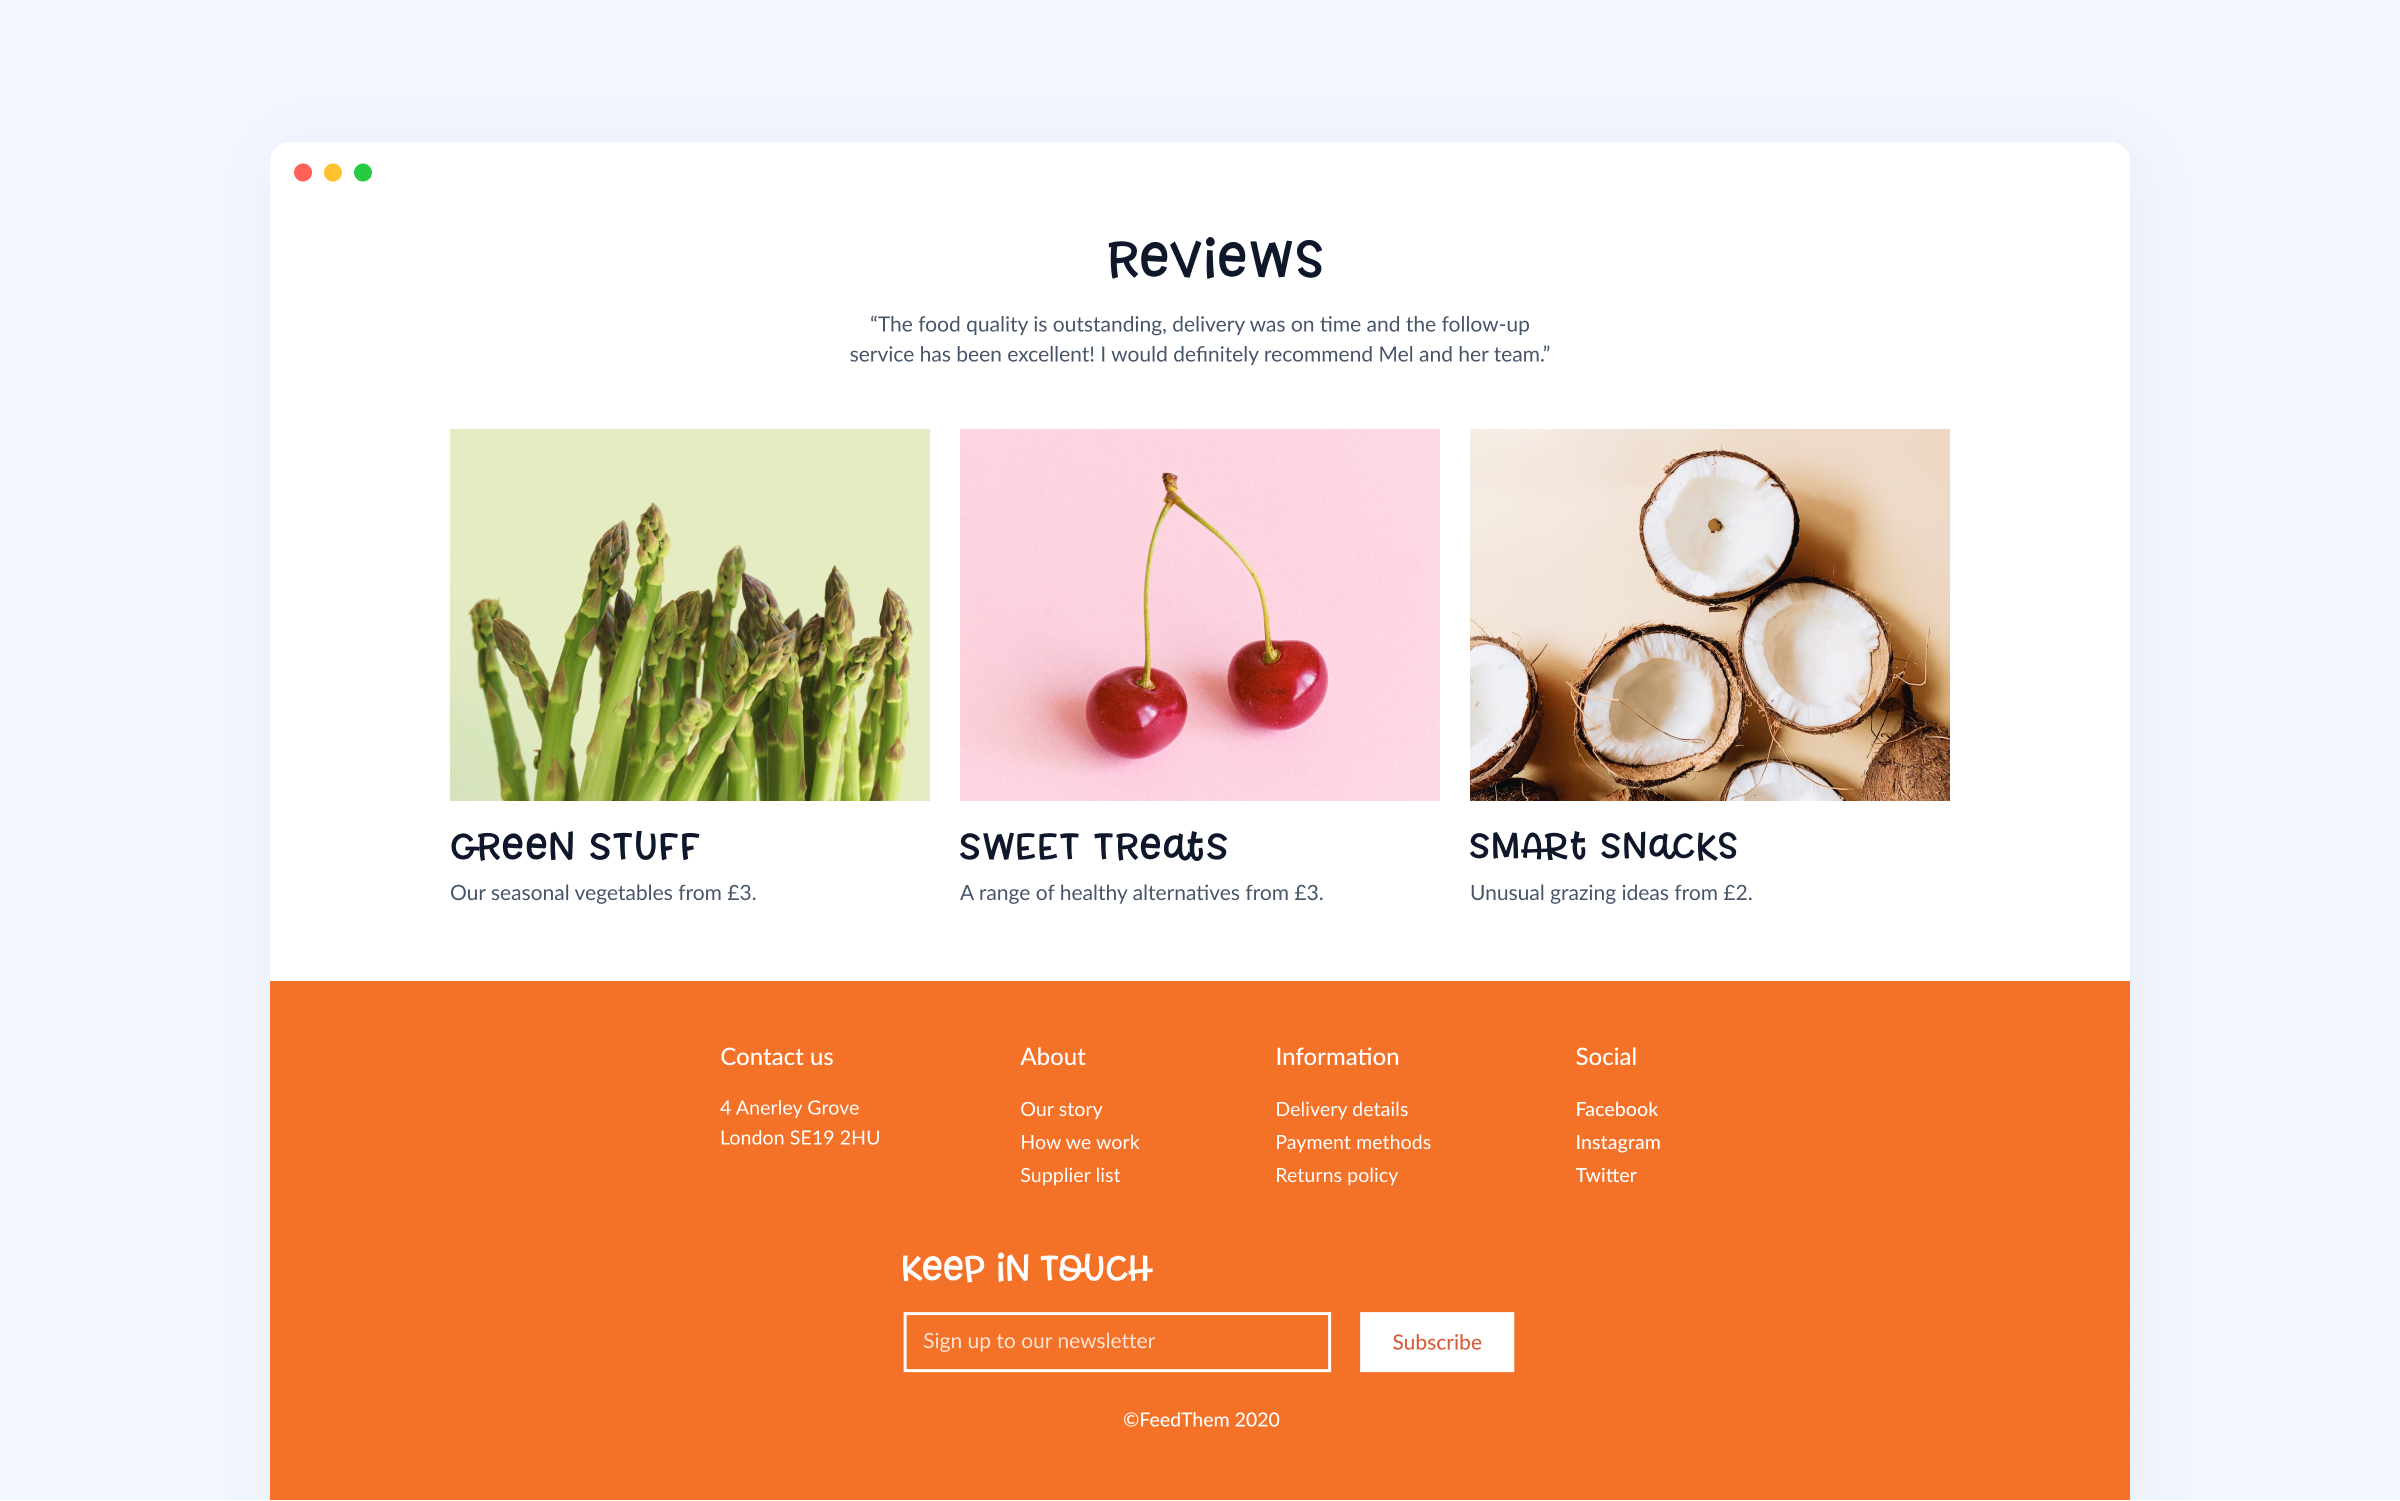 Reviews
“The food quality is outstanding, delivery was on time and the follow-up
service has been excellent! I would definitely recommend Mel and her team.”
GReeN STUFF
Our seasonal vegetables from £3.
SWEET TReatS
A range of healthy alternatives from £3.
SMARt SNaCKS
Unusual grazing ideas from £2.
Contact us
4 Anerley Grove
London SE19 2HU
About
Our story
How we work
Supplier list
Information
Delivery details
Payment methods
Returns policy
Social
Facebook
Instagram
Twitter
KeeP iN TOUCH
Sign up to our newsletter
Subscribe
©FeedThem 2020